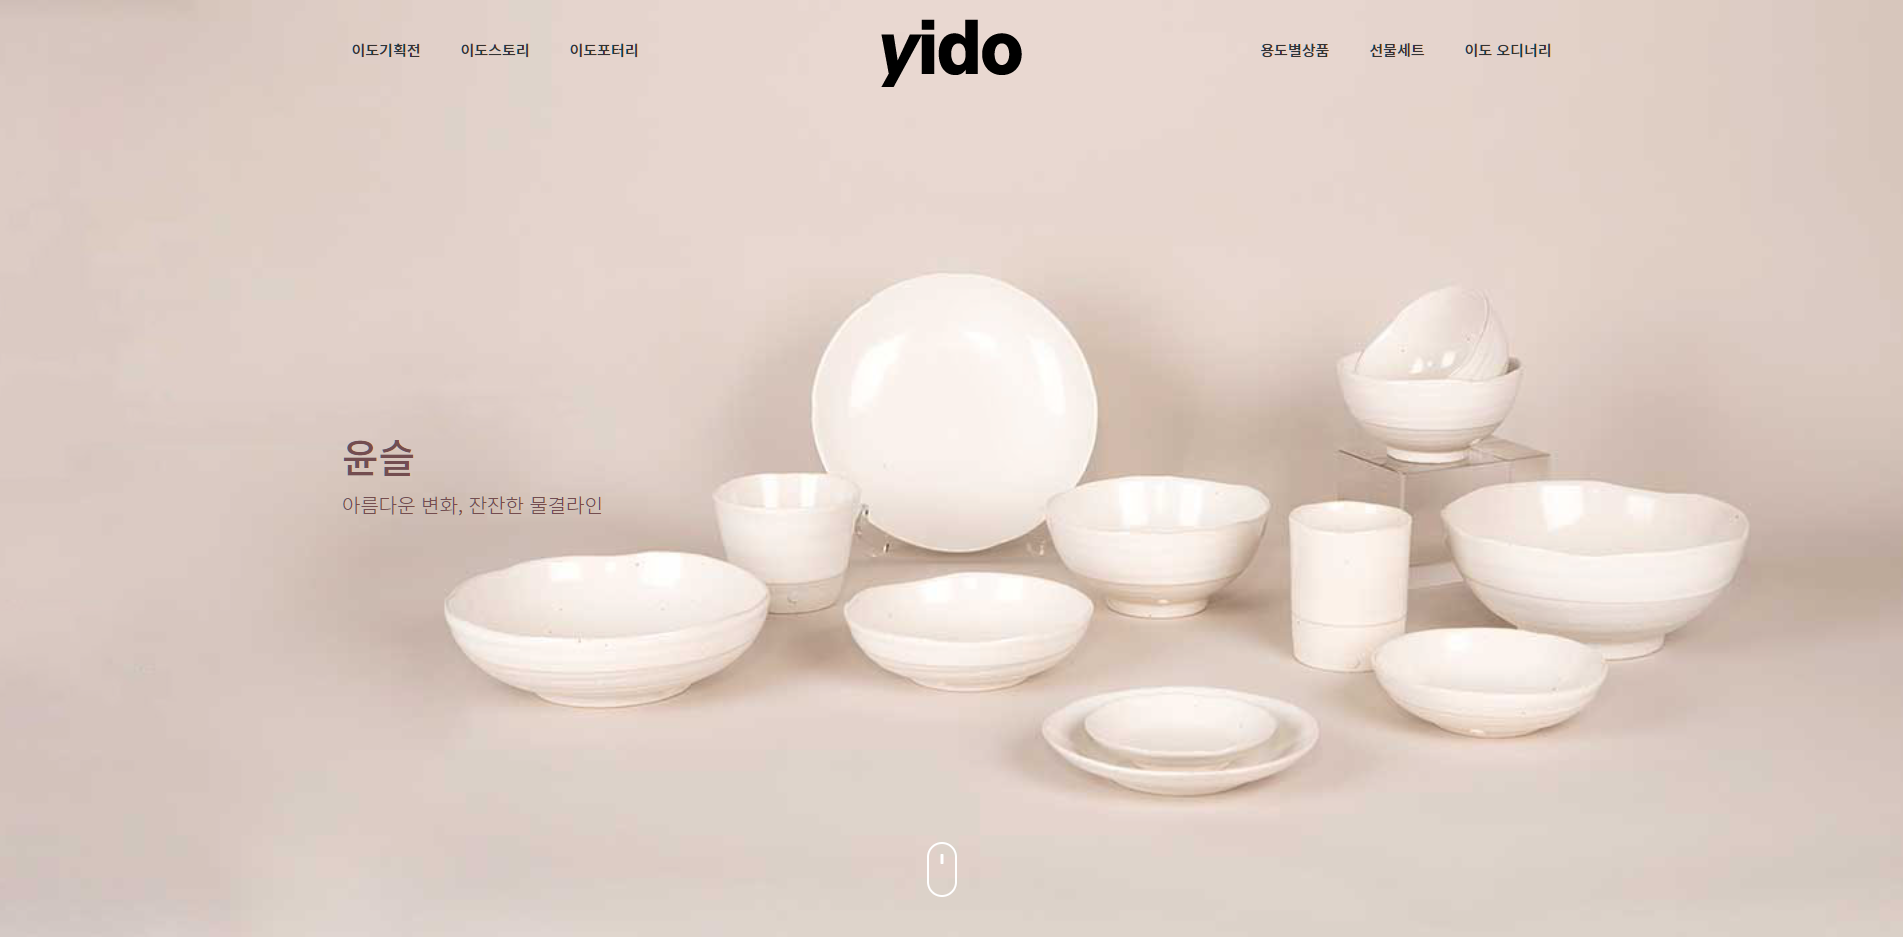 이도기획전
이도스토리
이도포터리
yido
용도별상품
선물세트
이도 오디너리
윤슬
아름다운 변화, 잔잔한 물결라인